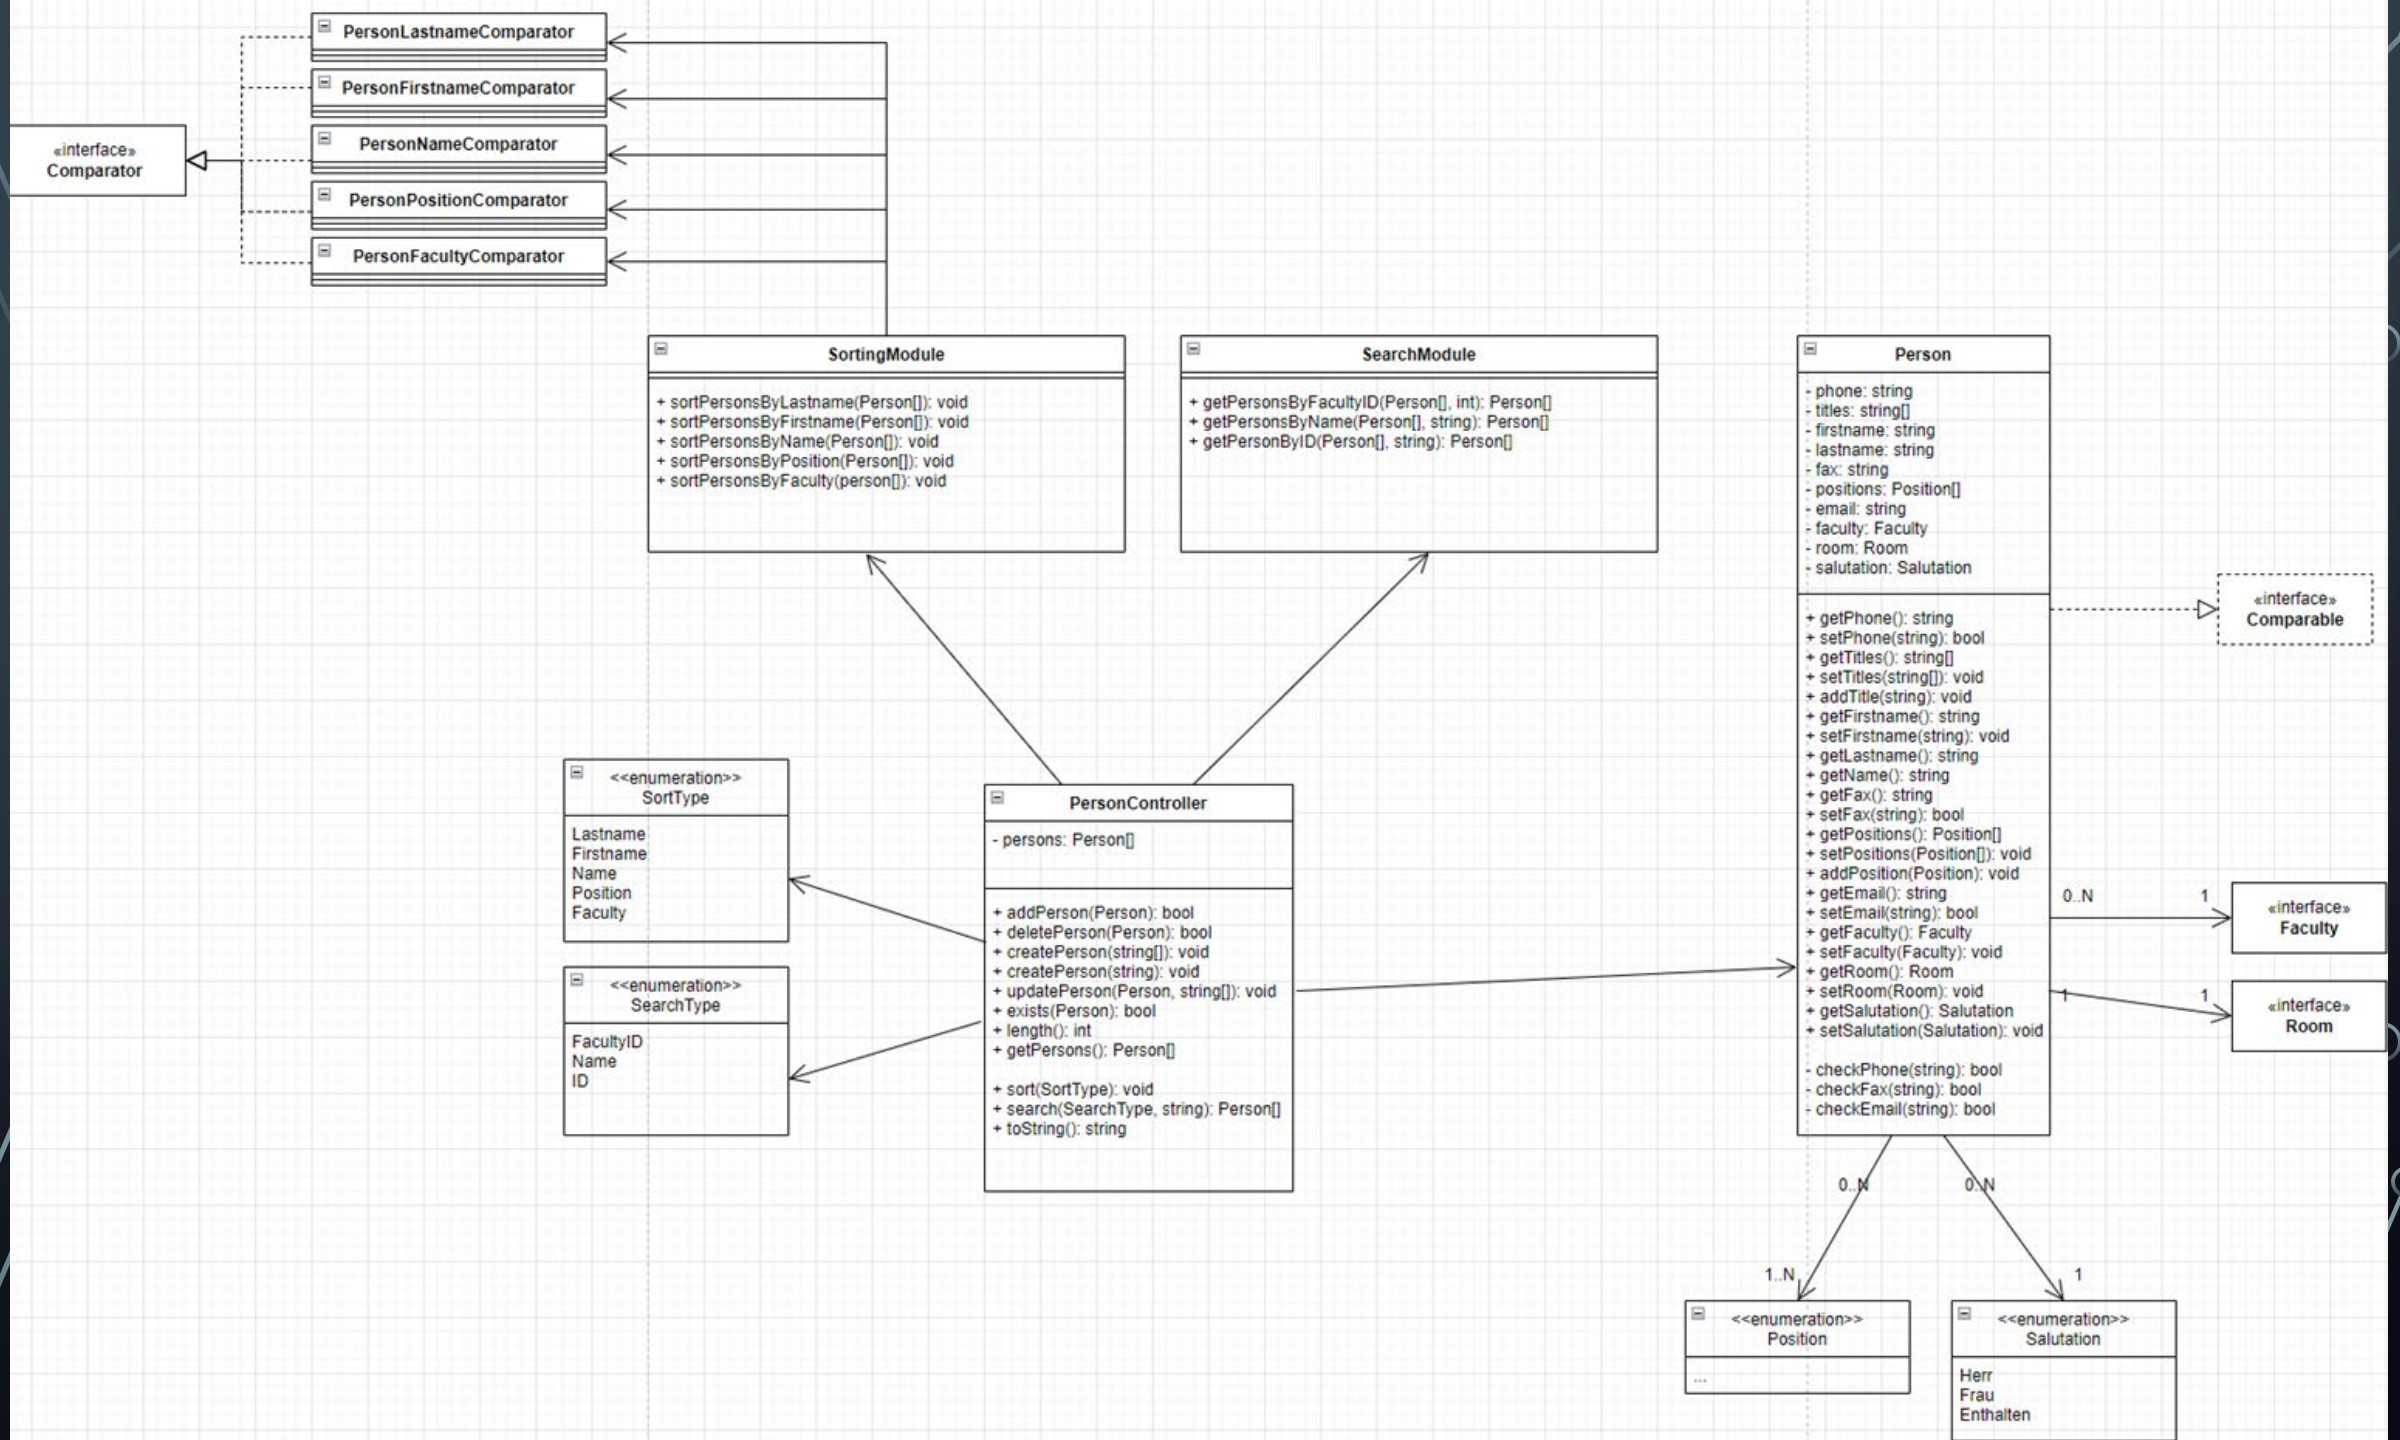 PersonLastnameComparator
PersonFirstnameComparator
PersonNameComparator
PersonPositionComparator
PersonFacultyComparator
«interface»
Comparator
SortingModule
+ sortPersonsByLastname(Person[]): void
+ sortPersonsByFirstname(Person[]): void
+ sortPersonsByName(Person[]): void
+ sortPersonsByPosition(Person[]): void
+ sortPersonsByFaculty(person[]): void
SearchModule
+ getPersonsByFacultyID(Person[], int): Person[]
+ getPersonsByName(Person[], string): Person[]
+ getPersonByID(Person[], string): Person[]
Person
- phone: string
- titles: string[]
- firstname: string
- lastname: string
- fax: string
- positions: Position[]
- email: string
- faculty: Faculty
- room: Room
- salutation: Salutation
+ getPhone(): string
+ setPhone(string): bool
+ getTitles(): string[]
+ setTitles(string[]): void
+ addTitle(string): void
+ getFirstname(): string
+ setFirstname(string): void
+ getLastname(): string
+ getName(): string
+ getFax(): string
+ setFax(string): bool
+ getPositions(): Position[]
+ setPositions(Position[]): void
+ addPosition(Position): void
+ getEmail(): string
+ setEmail(string): bool
+ getFaculty(): Faculty
+ setFaculty(Faculty): void
+ getRoom(): Room
+ setRoom(Room): void
+ getSalutation(): Salutation
+ setSalutation(Salutation): void
- checkPhone(string): bool
- checkFax(string): bool
- checkEmail(string): bool
«interface»
Comparable
<<enumeration>>
SortType
Lastname
Firstname
Name
Position
Faculty
<<enumeration>>
SearchType
FacultyID
Name
ID
PersonController
- persons: Person[]
+ addPerson(Person): bool
+ deletePerson(Person): bool
+ createPerson(string[]): void
+ createPerson(string): void
+ updatePerson(Person, string[]): void
+ exists(Person): bool
+ length(): int
+ getPersons(): Person[]
+ sort(SortType): void
+ search(SearchType, string): Person[]
+ toString(): string
0..N 1
«interface»
Faculty
1 1
«interface»
Room
0..N 0..N
1..N 1
<<enumeration>>
Position
...
<<enumeration>>
Salutation
Herr
Frau
Enthalten